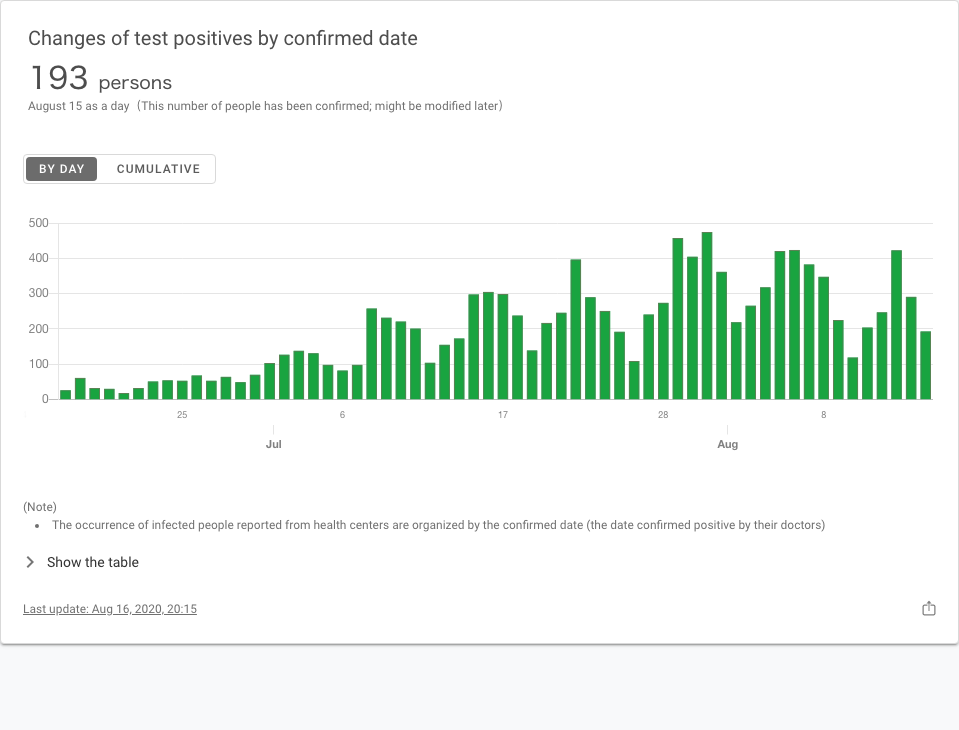 Changes of test positives by confirmed date
193 persons
August 15 as a day（This number of people has been confirmed; might be modified later）
BY DAY CUMULATIVE
500
400
300
200
100
0
25 6 17 28 8
Jul Aug
(Note)
• The occurrence of infected people reported from health centers are organized by the confirmed date (the date confirmed positive by their doctors)
Show the table
Last update: Aug 16, 2020, 20:15